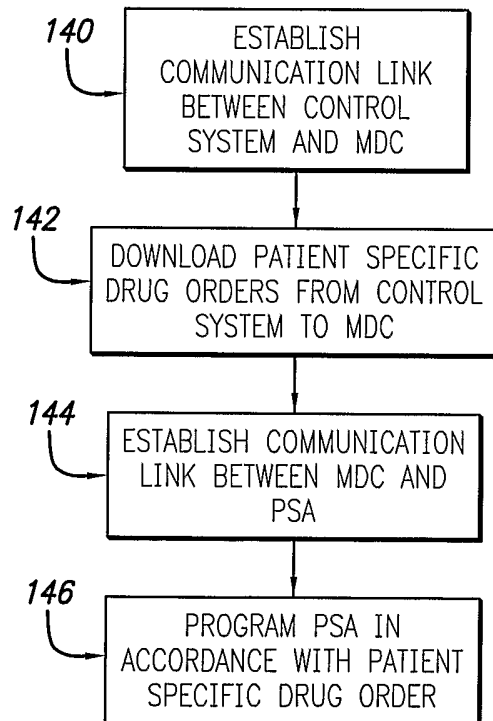 140
ESTABLISH
COMMUNICATION LINK
BETWEEN CONTROL
SYSTEM AND MDC
142
DOWNLOAD PATIENT SPECIFIC
DRUG ORDERS FROM CONTROL
SYSTEM TO MDC
144
ESTABLISH COMMUNICATION
LINK BETWEEN MDC AND
PSA
146
PROGRAM PSA IN
ACCORDANCE WITH PATIENT
SPECIFIC DRUG ORDER